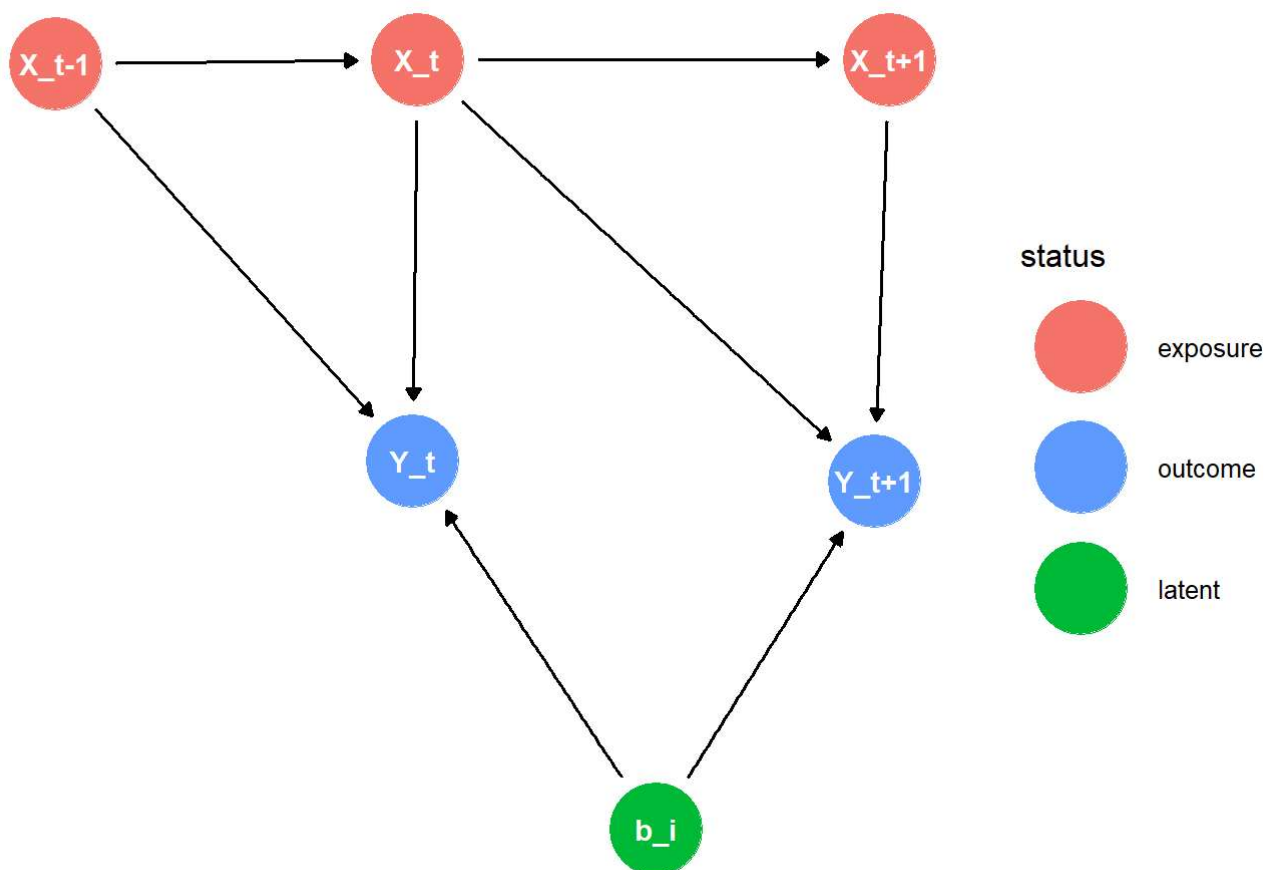 X_t-1
X_t
X_t+1
status
exposure
Y_t
Y_t+1
outcome
latent
b_i